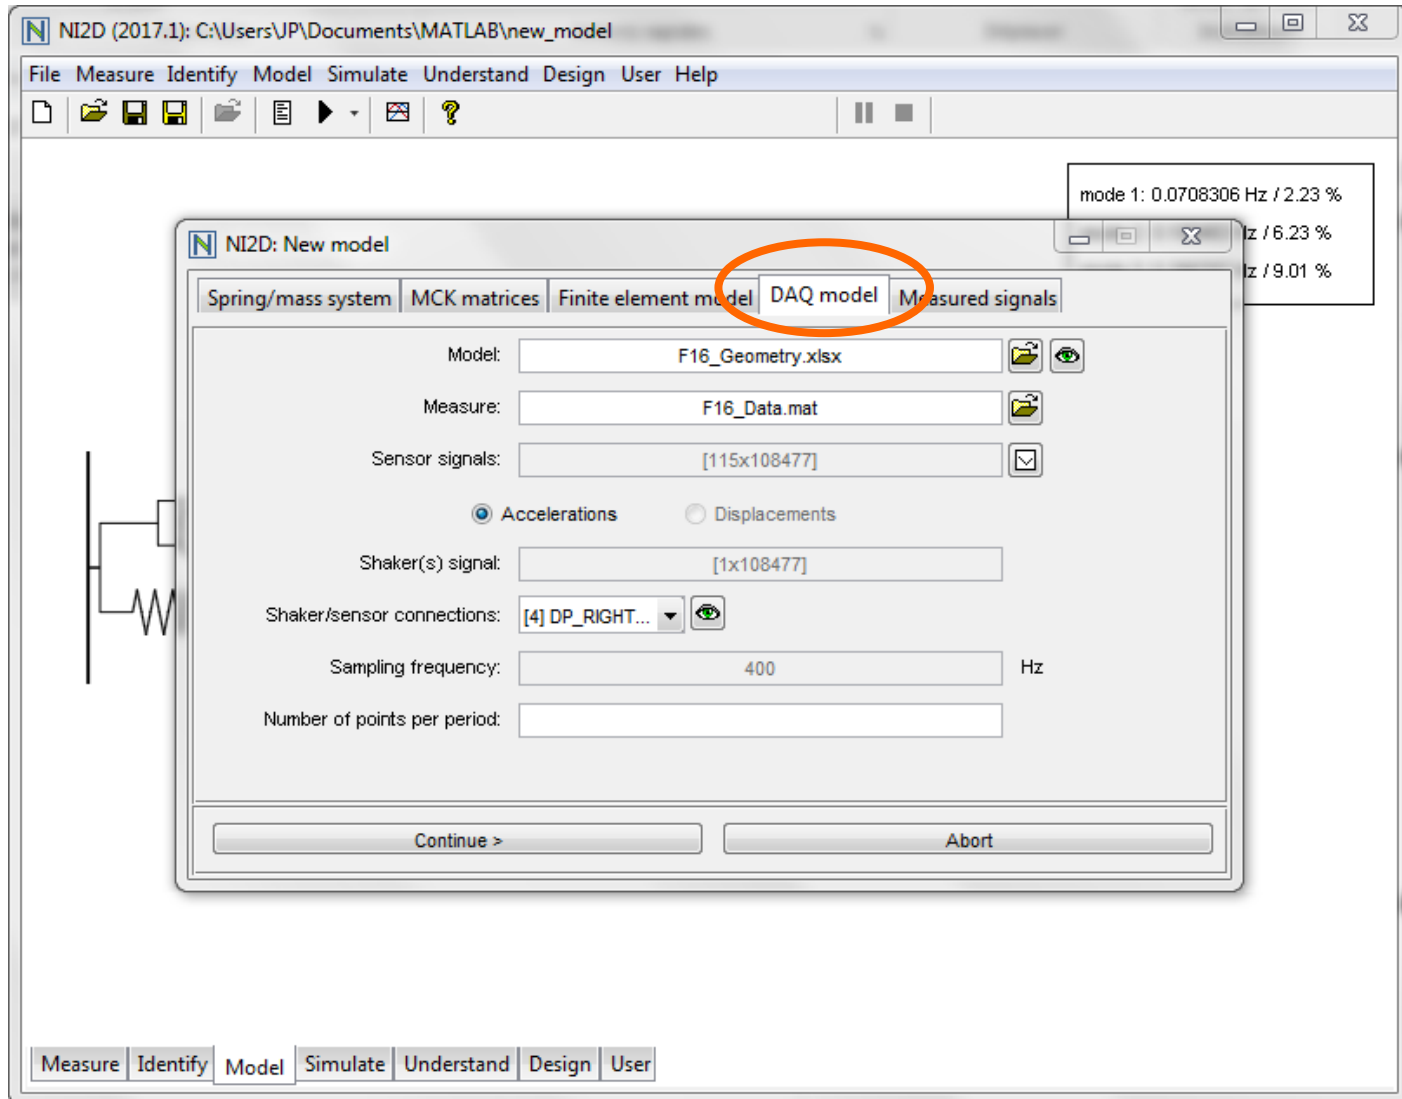 NI2D (2017.1): C:\Users\JP\Documents\MATLAB\new_model
File Measure Identify Model Simulate Understand Design User Help
mode 1: 0.0708306 Hz / 2.23 %
Hz / 6.23 %
Hz / 9.01 %
NI2D: New model
Spring/mass system MCK matrices Finite element model DAQ model Measured signals
Model: F16_Geometry.xlsx
Measure: F16_Data.mat
Sensor signals: [115x108477]
Accelerations Displacements
Shaker(s) signal: [1x108477]
Shaker/sensor connections: [4] DP_RIGHT...
Sampling frequency: 400 Hz
Number of points per period:
Continue > Abort
Measure Identify Model Simulate Understand Design User